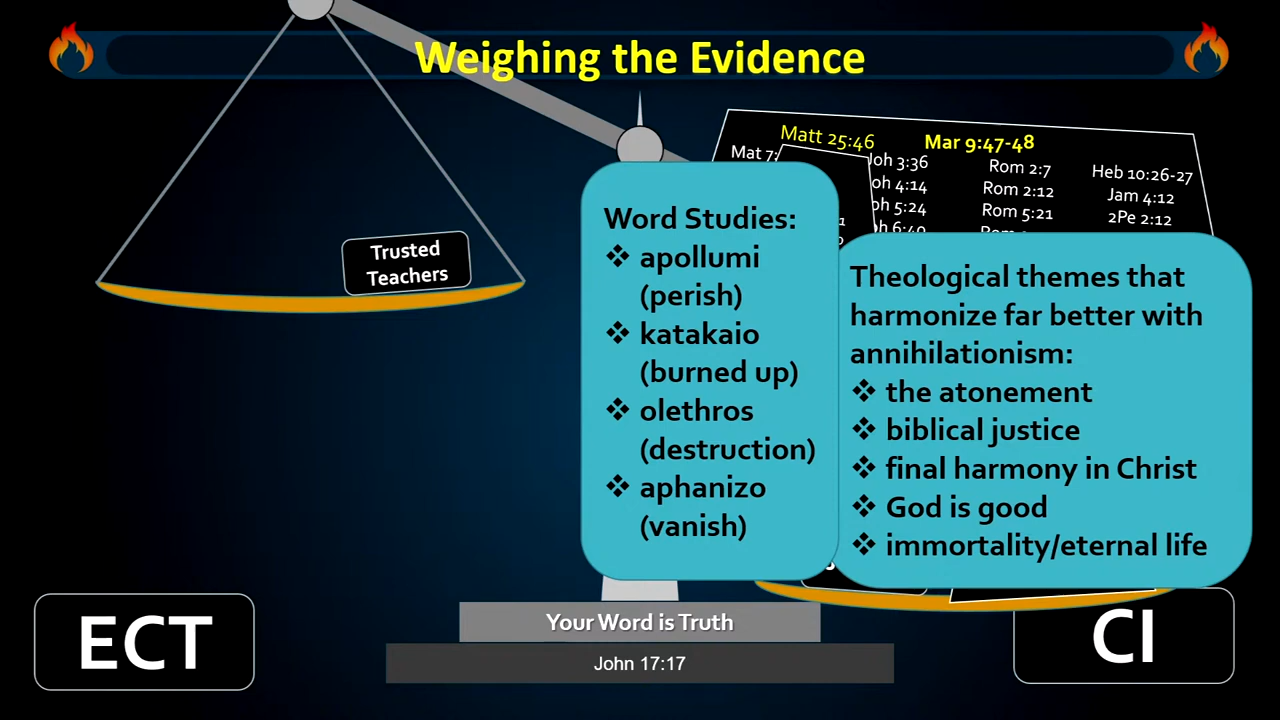 Weighing the Evidence
Trusted
Teachers
Matt 25:46
Mar 9:47-48
Mat 7:
Joh 3:36
Joh 4:14
Joh 5:24
Joh 6:40
Rom 2:7
Rom 2:12
Rom 5:21
Heb 10:26-27
Jam 4:12
2Pe 2:12
Word Studies:
❖ apollumi
(perish)
❖ katakaio
(burned up)
❖ olethros
(destruction)
❖ aphanizo
(vanish)
Theological themes that
harmonize far better with
annihilationism:
❖ the atonement
❖ biblical justice
❖ final harmony in Christ
❖ God is good
❖ immortality/eternal life
ECT
Your Word is Truth
John 17:17
CI